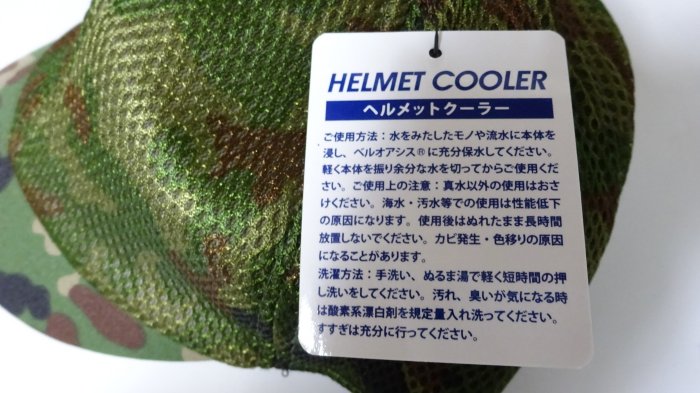 HELMET COOLER
ヘルメットクーラー
ご使用方法：水をみたしたモノや流水に本体を
浸し、ベルオアシス®に充分保水してください。
軽く本体を振り余分な水を切ってからご使用くだ
さい。ご使用上の注意：真水以外の使用はおさ
けください。海水・汚水等での使用は性能低下
の原因になります。使用後はぬれたまま長時間
放置しないでください。カビ発生・色移りの原因
になることがあります。
洗濯方法：手洗い、ぬるま湯で軽く短時間の押
し洗いをしてください。汚れ、臭いが気になる時
は酸素系漂白剤を規定量入れ洗ってください。
すすぎは充分に行ってください。